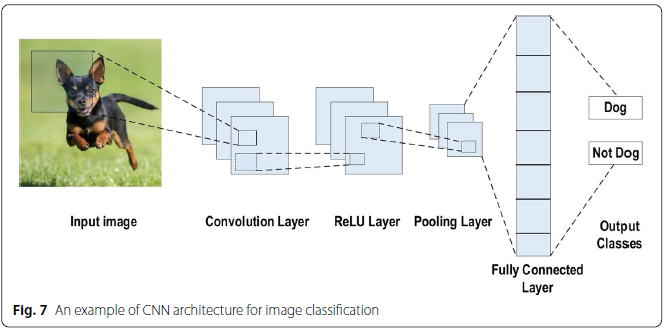 Dog
Not Dog
Input image
Convolution Layer
ReLU Layer
Pooling Layer
Output
Classes
Fully Connected
Layer
Fig. 7 An example of CNN architecture for image classification